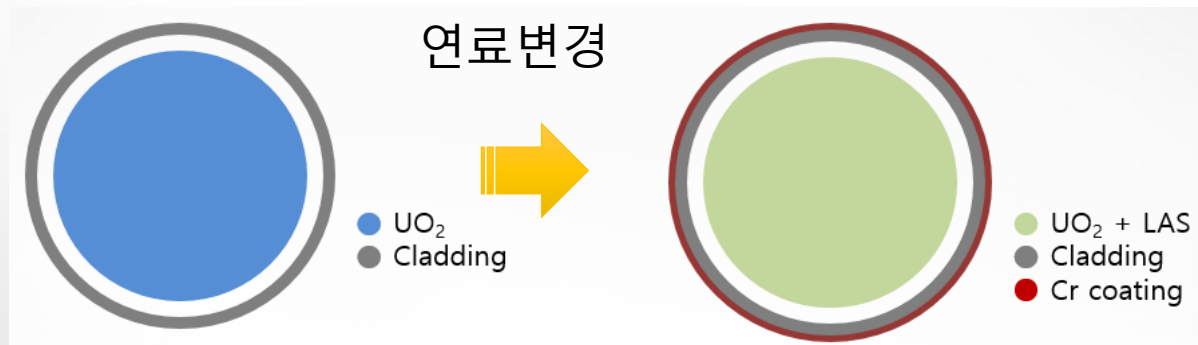 연료변경
UO₂
Cladding
UO₂ + LAS
Cladding
Cr coating